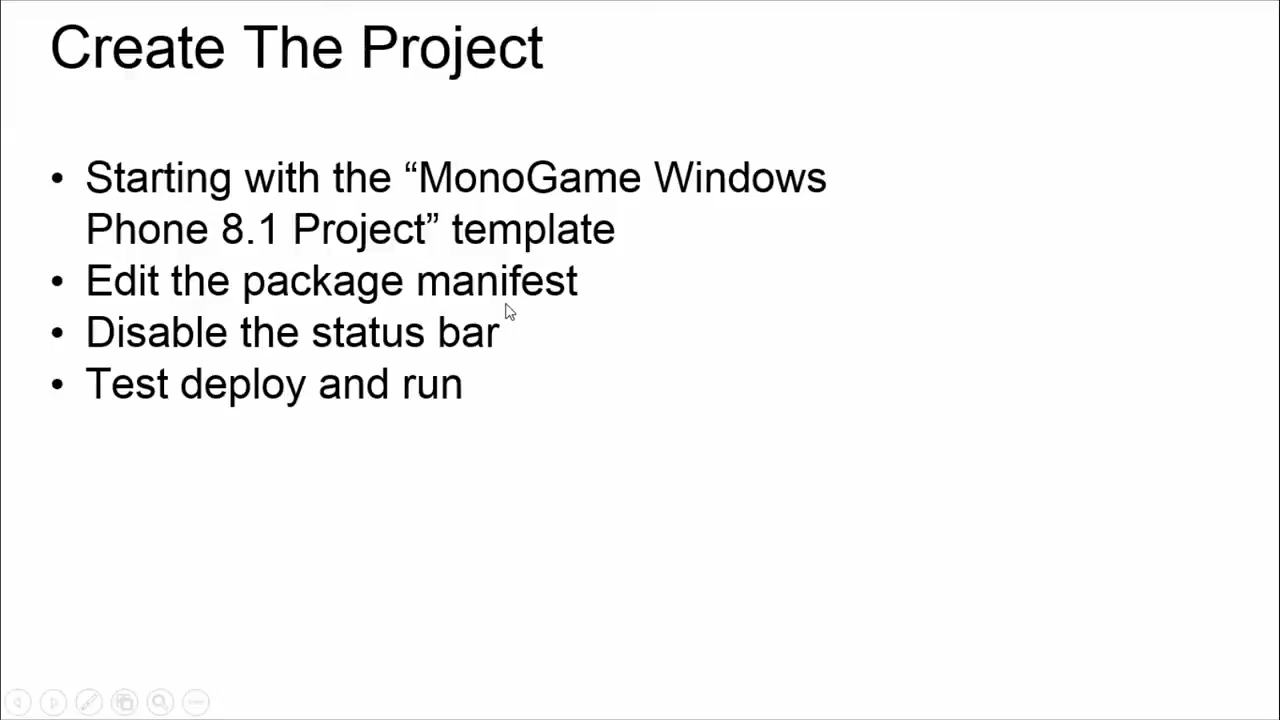 Create The Project
• Starting with the “MonoGame Windows
Phone 8.1 Project” template
• Edit the package manifest
• Disable the status bar
• Test deploy and run